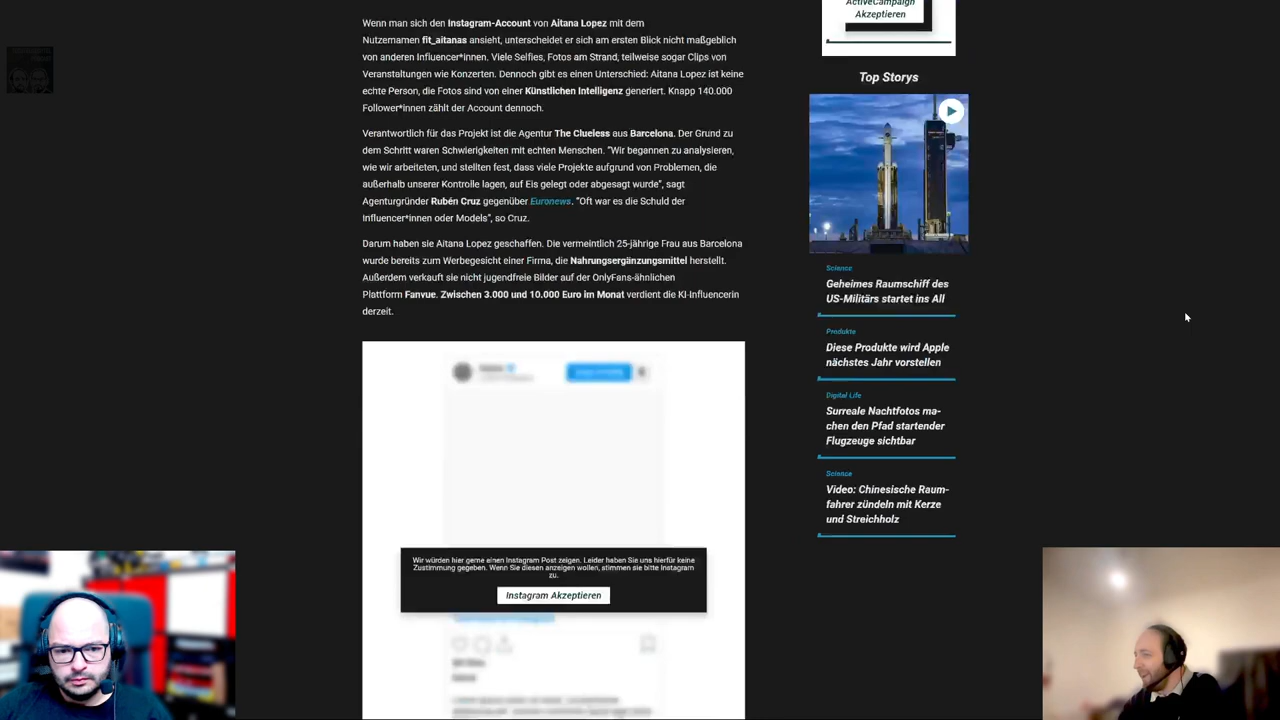 Wenn man sich den Instagram-Account von Aitana Lopez mit dem
Nutzernamen fit_aitanas ansieht, unterscheidet er sich am ersten Blick nicht maßgeblich
von anderen Influencer*innen. Viele Selfies, Fotos am Strand, teilweise sogar Clips von
Veranstaltungen wie Konzerten. Dennoch gibt es einen Unterschied: Aitana Lopez ist keine
echte Person, die Fotos sind von einer Künstlichen Intelligenz generiert. Knapp 140.000
Follower*innen zählt der Account dennoch.
Verantwortlich für das Projekt ist die Agentur The Clueless aus Barcelona. Der Grund zu
dem Schritt waren Schwierigkeiten mit echten Menschen. "Wir begannen zu analysieren,
wie wir arbeiteten, und stellten fest, dass viele Projekte aufgrund von Problemen, die
außerhalb unserer Kontrolle lagen, auf Eis gelegt oder abgesagt wurde", sagt
Agenturgründer Rubén Cruz gegenüber Euronews. "Oft war es die Schuld der
Influencer*innen oder Models", so Cruz.
Darum haben sie Aitana Lopez geschaffen. Die vermeintlich 25-jährige Frau aus Barcelona
wurde bereits zum Werbegesicht einer Firma, die Nahrungsergänzungsmittel herstellt.
Außerdem verkauft sie nicht jugendfreie Bilder auf der OnlyFans-ähnlichen
Plattform Fanvue. Zwischen 3.000 und 10.000 Euro im Monat verdient die KI-Influencerin
derzeit.
Wir würden hier gerne einen Instagram Post zeigen. Leider haben Sie uns hierfür keine
Zustimmung gegeben. Wenn Sie diesen anzeigen wollen, stimmen sie bitte Instagram
zu.
Instagram Akzeptieren
ActiveCampaign
Akzeptieren
Top Storys
Science
Geheimes Raumschiff des
US-Militärs startet ins All
Produkte
Diese Produkte wird Apple
nächstes Jahr vorstellen
Digital Life
Surreale Nachtfotos ma-
chen den Pfad startender
Flugzeuge sichtbar
Science
Video: Chinesische Raum-
fahrer zündeln mit Kerze
und Streichholz